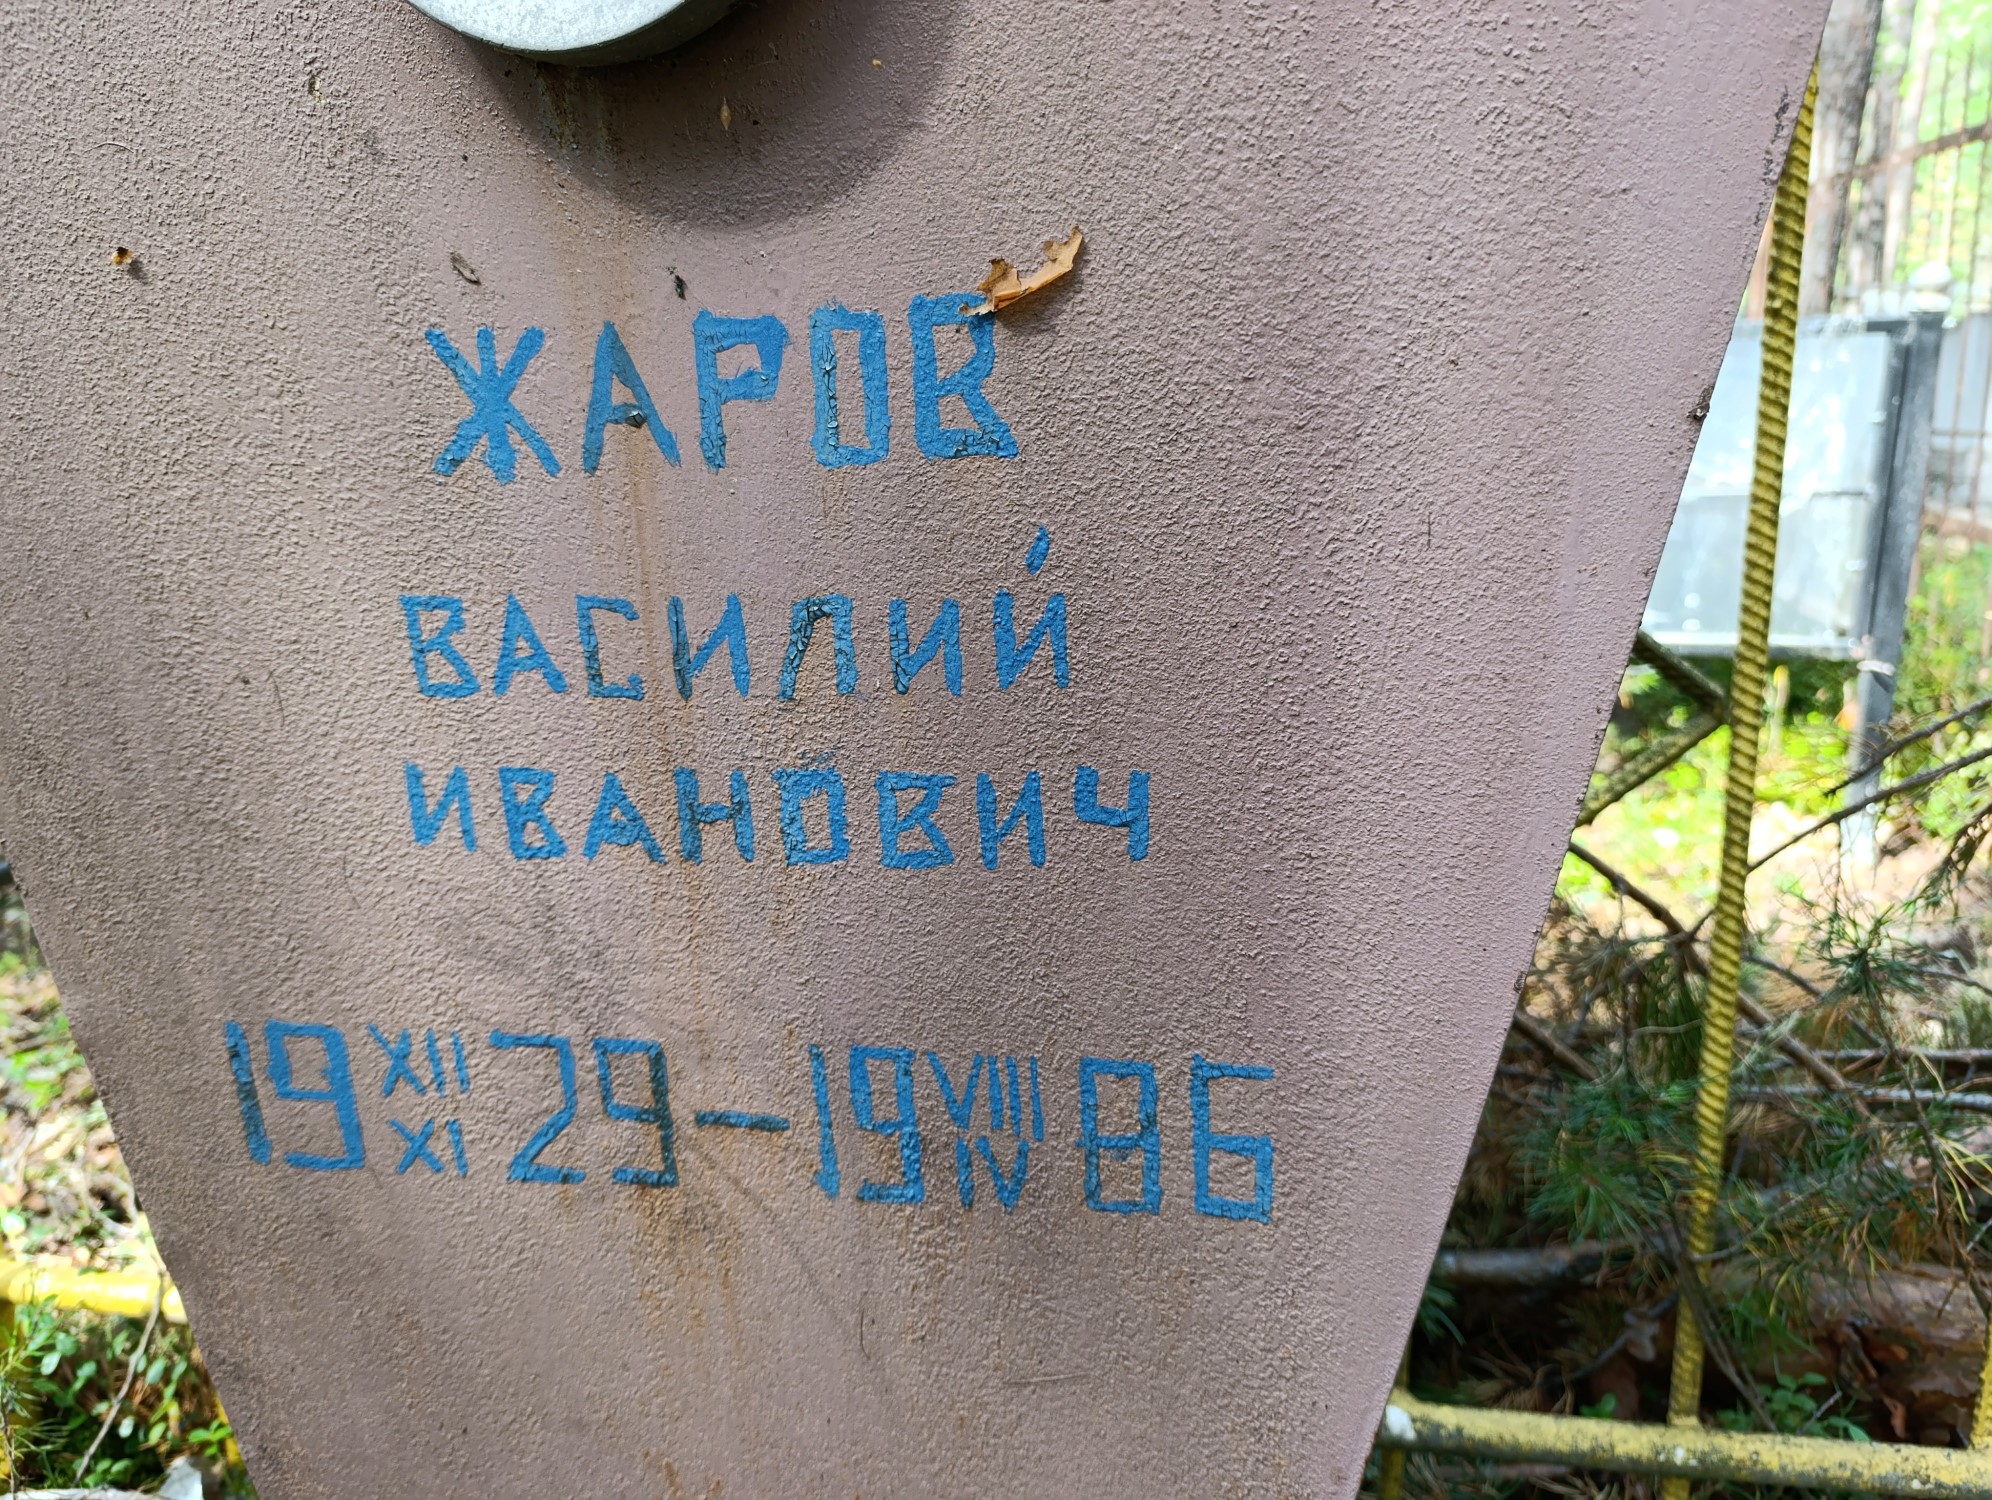 ЖАРОВ
ВАСИЛИЙ
ИВАНОВИЧ
19 XII/XI 29 – 19 VIII/IV 86